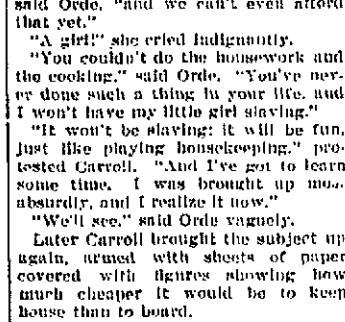 said Orde, "and we can't even afford
that yet."
"A girl!" she cried indignantly.
"You couldn't do the housework and
the cooking," said Orde. "You've nev-
er done such a thing in your life, and
I won't have my little girl slaving."
"It won't be slaving; it will be fun,
just like playing housekeeping," pro-
tested Carroll. "And I've got to learn
some time. I was brought up
absurdly, and I realize it now."
"We'll see," said Orde vaguely.
Later Carroll brought the subject up
again, armed with sheets of paper
covered with figures showing how
much cheaper it would be to keep
house than to board.